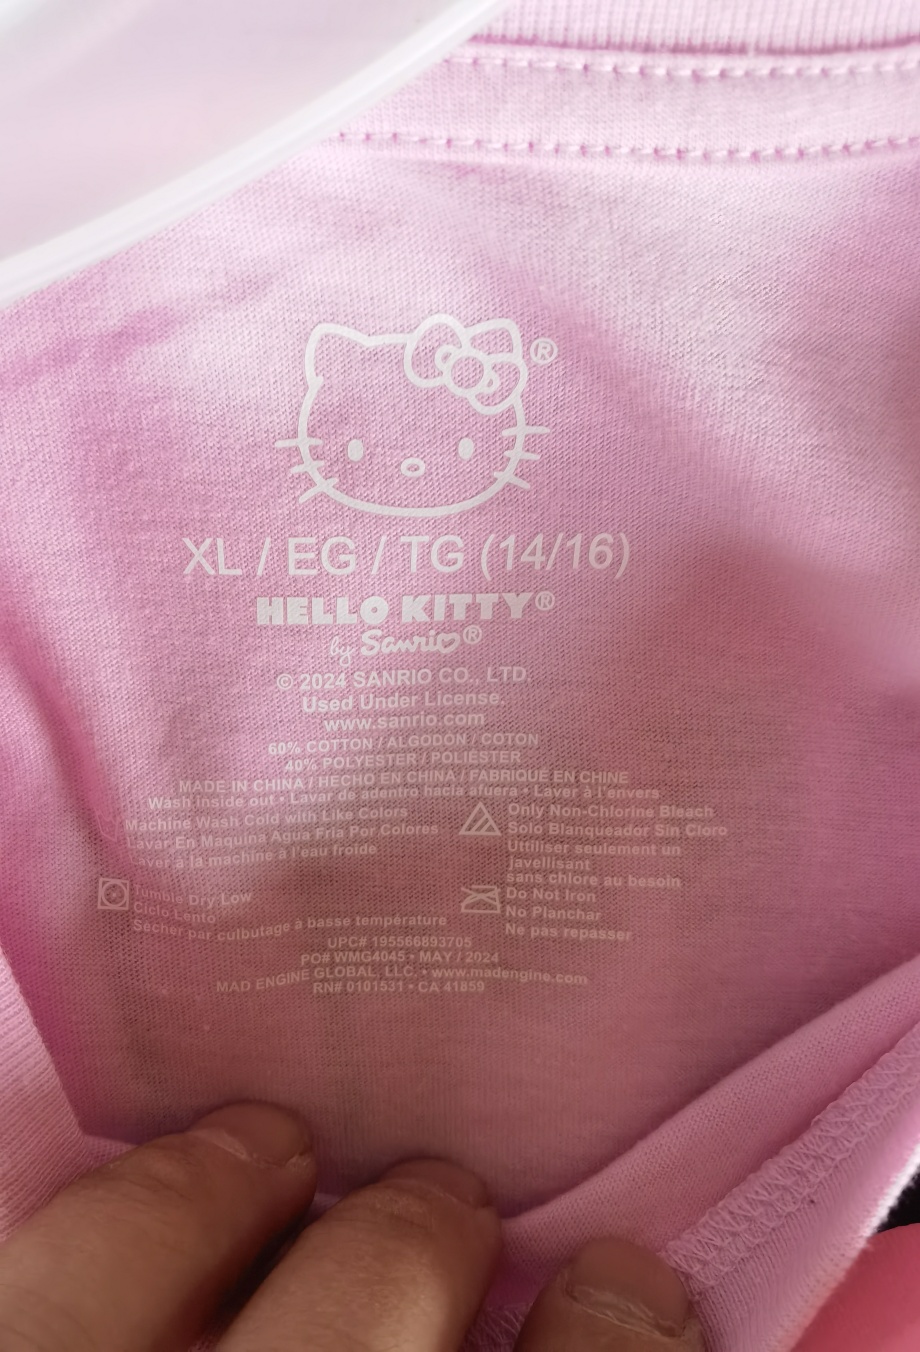 ®
XL / EG / TG (14/16)
HELLO KITTY®
by Sanrio®
© 2024 SANRIO CO., LTD.
Used Under License.
www.sanrio.com
60% COTTON / ALGODÓN / COTON
40% POLYESTER / POLIÉSTER
MADE IN CHINA / HECHO EN CHINA / FABRIQUÉ EN CHINE
Wash inside out • Lavar de adentro hacia afuera • Laver à l'envers
Machine Wash Cold with Like Colors
Lavar En Maquina Agua Fria Por Colores
Laver à la machine à l'eau froide
Only Non-Chlorine Bleach
Solo Blanqueador Sin Cloro
Utiliser seulement un
javellisant
sans chlore au besoin
Tumble Dry Low
Ciclo Lento
Sécher par culbutage à basse température
Do Not Iron
No Planchar
Ne pas repasser
UPC# 195566893705
PO# WMG4045 • MAY / 2024
MAD ENGINE GLOBAL, LLC. • www.madengine.com
RN# 0101531 • CA 41859